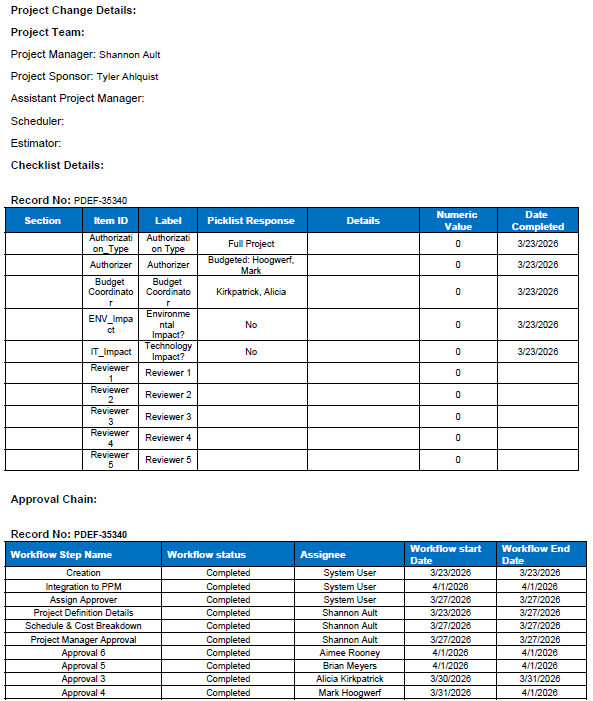 Project Change Details:
Project Team:
Project Manager: Shannon Ault
Project Sponsor: Tyler Ahlquist
Assistant Project Manager:
Scheduler:
Estimator:
Checklist Details:
Record No: PDEF-35340
Section Item ID Label Picklist Response Details Numeric Value Date Completed
Authorizati on_Type Authorizati on Type Full Project 0 3/23/2026
Authorizer Authorizer Budgeted: Hoogwerf, Mark 0 3/23/2026
Budget Coordinato r Budget Coordinato r Kirkpatrick, Alicia 0 3/23/2026
ENV_Impa ct Environme ntal Impact? No 0 3/23/2026
IT_Impact Technology Impact? No 0 3/23/2026
Reviewer 1 Reviewer 1 0
Reviewer 2 Reviewer 2 0
Reviewer 3 Reviewer 3 0
Reviewer 4 Reviewer 4 0
Reviewer 5 Reviewer 5 0
Approval Chain:
Record No: PDEF-35340
Workflow Step Name Workflow status Assignee Workflow start Date Workflow End Date
Creation Completed System User 3/23/2026 3/23/2026
Integration to PPM Completed System User 4/1/2026 4/1/2026
Assign Approver Completed System User 3/27/2026 3/27/2026
Project Definition Details Completed Shannon Ault 3/23/2026 3/27/2026
Schedule & Cost Breakdown Completed Shannon Ault 3/27/2026 3/27/2026
Project Manager Approval Completed Shannon Ault 3/27/2026 3/27/2026
Approval 6 Completed Aimee Rooney 4/1/2026 4/1/2026
Approval 5 Completed Brian Meyers 4/1/2026 4/1/2026
Approval 3 Completed Alicia Kirkpatrick 3/30/2026 3/31/2026
Approval 4 Completed Mark Hoogwerf 3/31/2026 4/1/2026